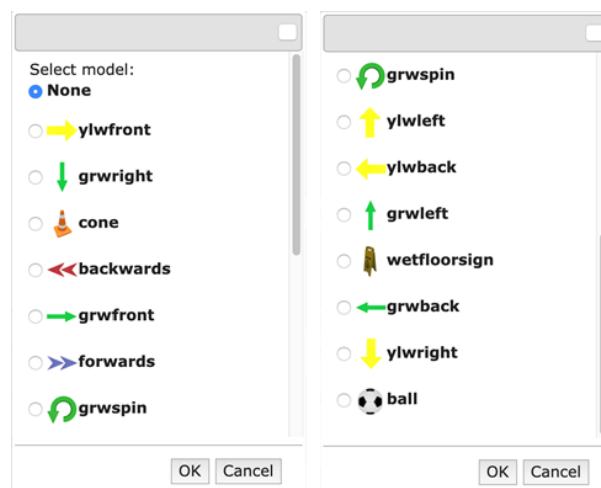 Select model:
None
ylwfront
grwright
cone
backwards
grwfront
forwards
grwspin
OK Cancel
grwspin
ylwleft
ylwback
grwleft
wetfloorsign
grwback
ylwright
ball
OK Cancel